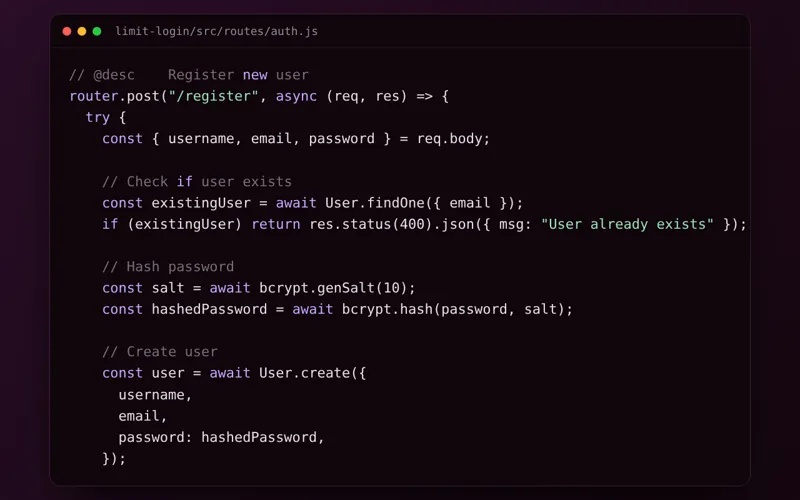 limit-login/src/routes/auth.js
// @desc    Register new user
router.post("/register", async (req, res) => {
  try {
    const { username, email, password } = req.body;

    // Check if user exists
    const existingUser = await User.findOne({ email });
    if (existingUser) return res.status(400).json({ msg: "User already exists" });

    // Hash password
    const salt = await bcrypt.genSalt(10);
    const hashedPassword = await bcrypt.hash(password, salt);

    // Create user
    const user = await User.create({
      username,
      email,
      password: hashedPassword,
    });